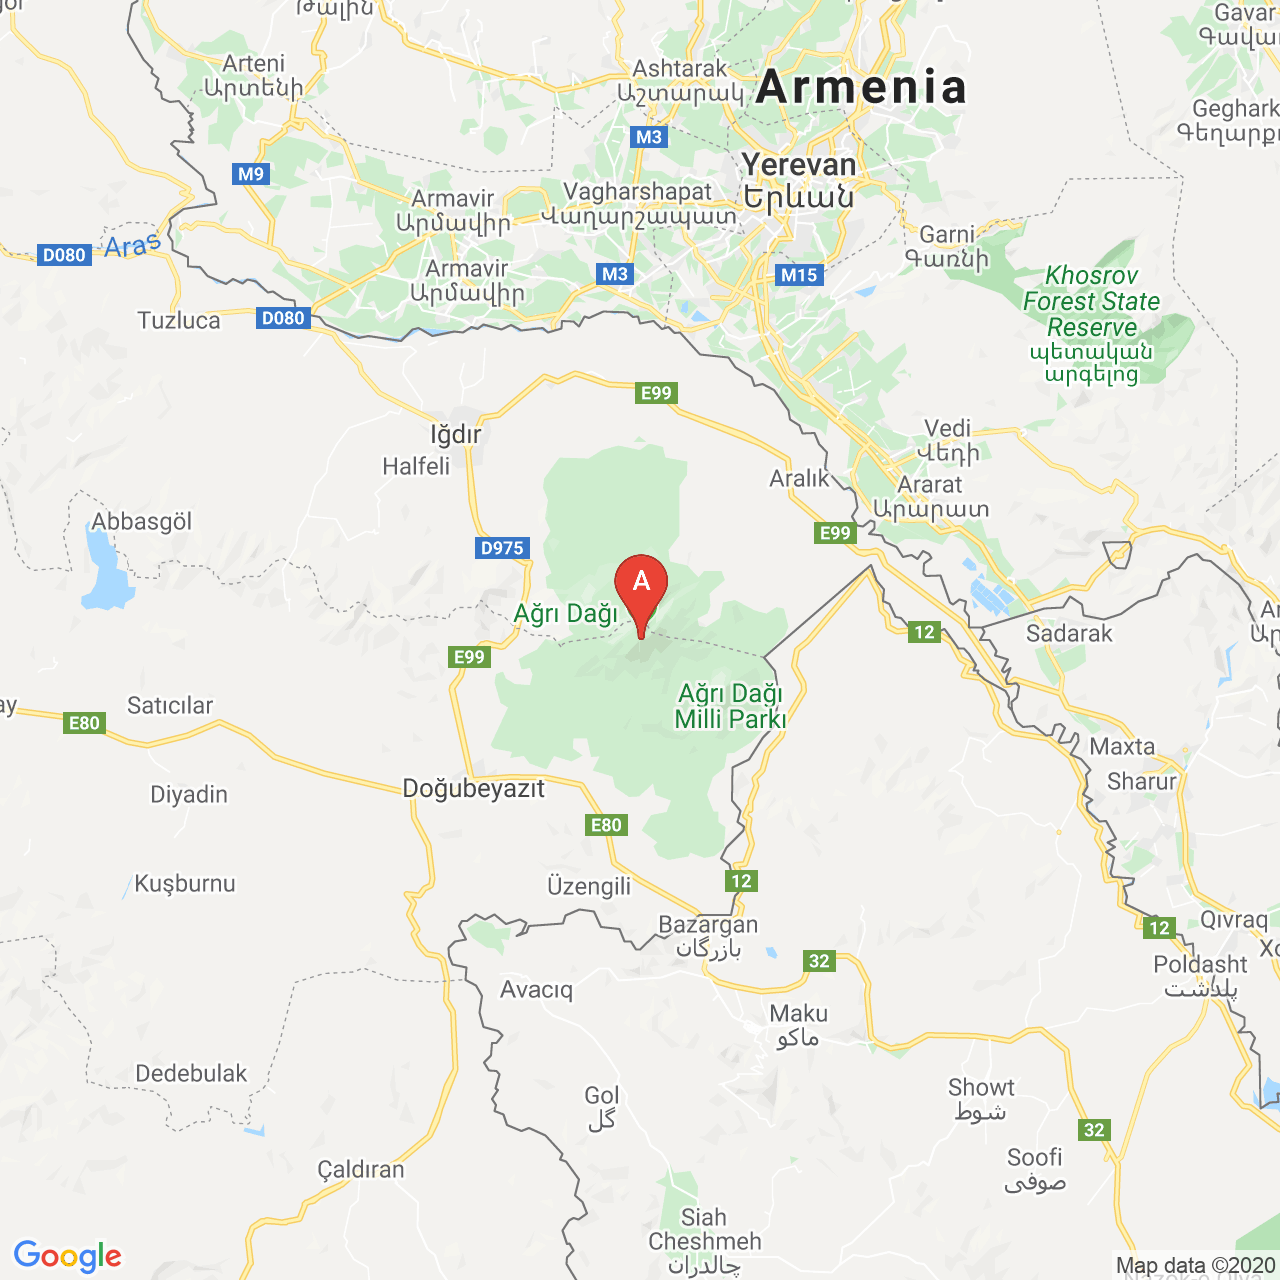 Թալին
Gavar
Գավառ
Arteni
Արտենի
Ashtarak
Աշտարակ
Armenia
Geghark
Գեղարքու
M3
Yerevan
Երևան
M9
Armavir
Արմավիր
Vagharshapat
Վաղարշապատ
Garni
Գառնի
D080
Aras
Armavir
Արմավիր
M3
M15
Khosrov
Forest State
Reserve
պետական
արգելոց
Tuzluca
D080
E99
Iğdır
Halfeli
Vedi
Վեդի
Aralık
Ararat
Արարատ
Abbasgöl
E99
D975
A
Ağrı Dağı
12
Sadarak
E99
Ağrı Dağı
Milli Parkı
ay
Satıcılar
E80
Maxta
Sharur
Doğubeyazıt
Diyadin
E80
Kuşburnu
Üzengili
12
Bazargan
بازرگان
12
Qıvraq
32
Poldasht
پلدشت
Avacıq
Maku
ماکو
Dedebulak
Gol
گل
Showt
شوط
32
Soofi
صوفی
Çaldıran
Siah
Cheshmeh
چالدران
Google
Map data ©2020